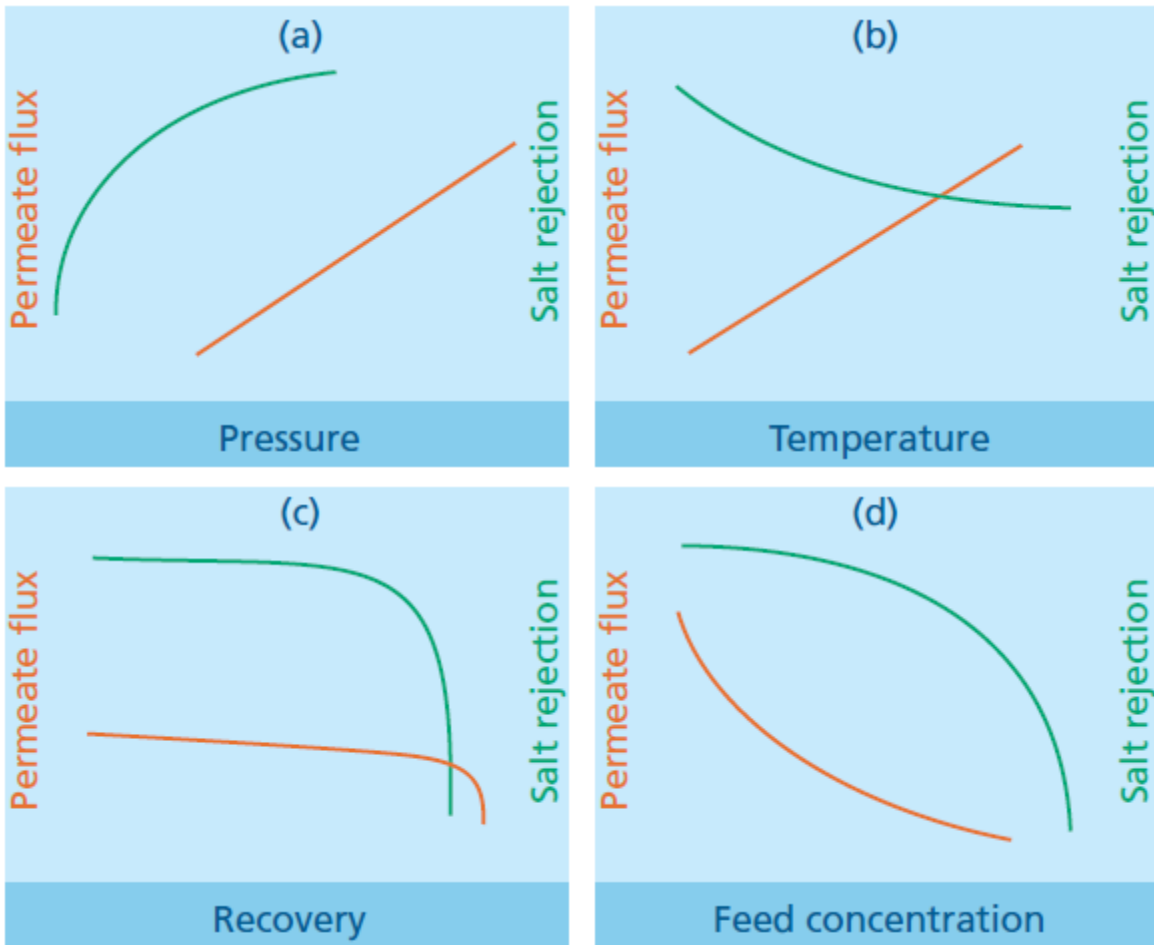 (a)
Permeate flux
Salt rejection
Pressure
(b)
Permeate flux
Salt rejection
Temperature
(c)
Permeate flux
Salt rejection
Recovery
(d)
Permeate flux
Salt rejection
Feed concentration